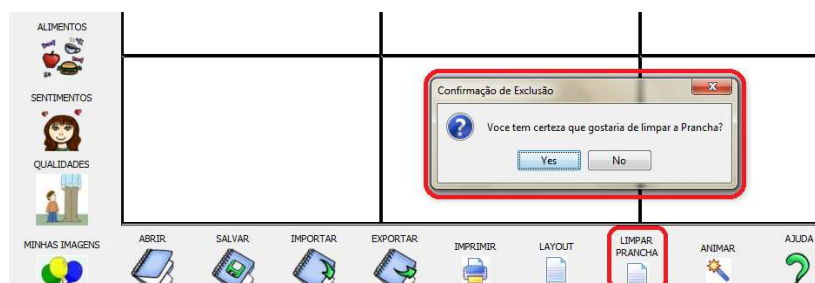 ALIMENTOS
SENTIMENTOS
QUALIDADES
MINHAS IMAGENS
Confirmação de Exclusão
Voce tem certeza que gostaria de limpar a Prancha?
Yes
No
ABRIR
SALVAR
IMPORTAR
EXPORTAR
IMPRIMIR
LAYOUT
LIMPAR
PRANCHA
ANIMAR
AJUDA